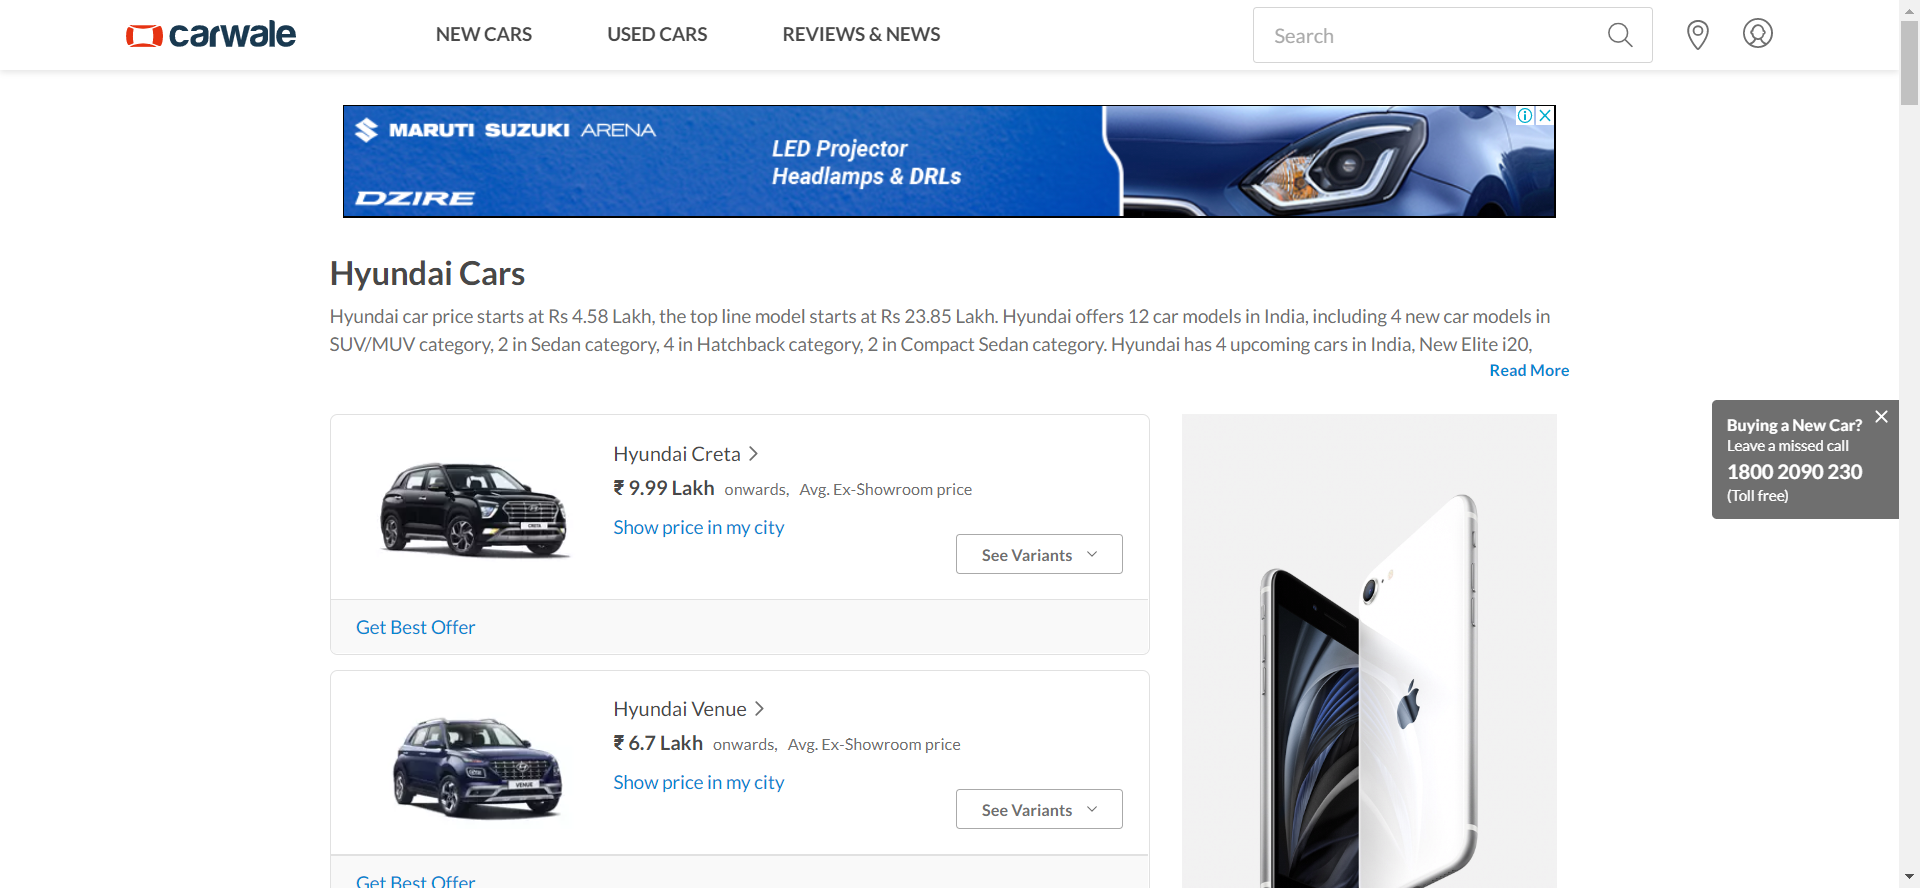 carwale
NEW CARS
USED CARS
REVIEWS & NEWS
Search
MARUTI SUZUKI ARENA
LED Projector
Headlamps & DRLs
DZIRE
Hyundai Cars
Hyundai car price starts at Rs 4.58 Lakh, the top line model starts at Rs 23.85 Lakh. Hyundai offers 12 car models in India, including 4 new car models in
SUV/MUV category, 2 in Sedan category, 4 in Hatchback category, 2 in Compact Sedan category. Hyundai has 4 upcoming cars in India, New Elite i20,
Read More
Buying a New Car?
Leave a missed call
1800 2090 230
(Toll free)
Hyundai Creta
₹ 9.99 Lakh onwards, Avg. Ex-Showroom price
Show price in my city
CRETA
See Variants
Get Best Offer
Hyundai Venue
₹ 6.7 Lakh onwards, Avg. Ex-Showroom price
Show price in my city
VENUE
See Variants
Get Best Offer